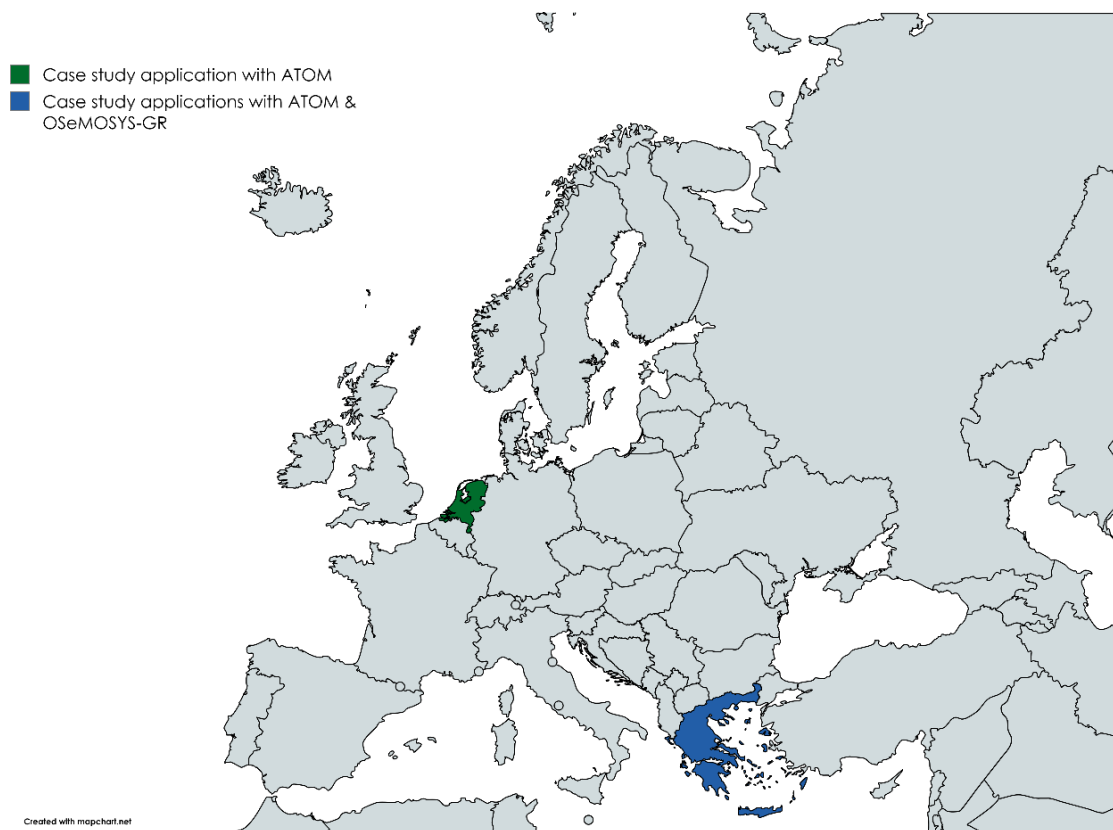 Case study application with ATOM
Case study applications with ATOM &
OSeMOSYS-GR
Created with mapchart.net